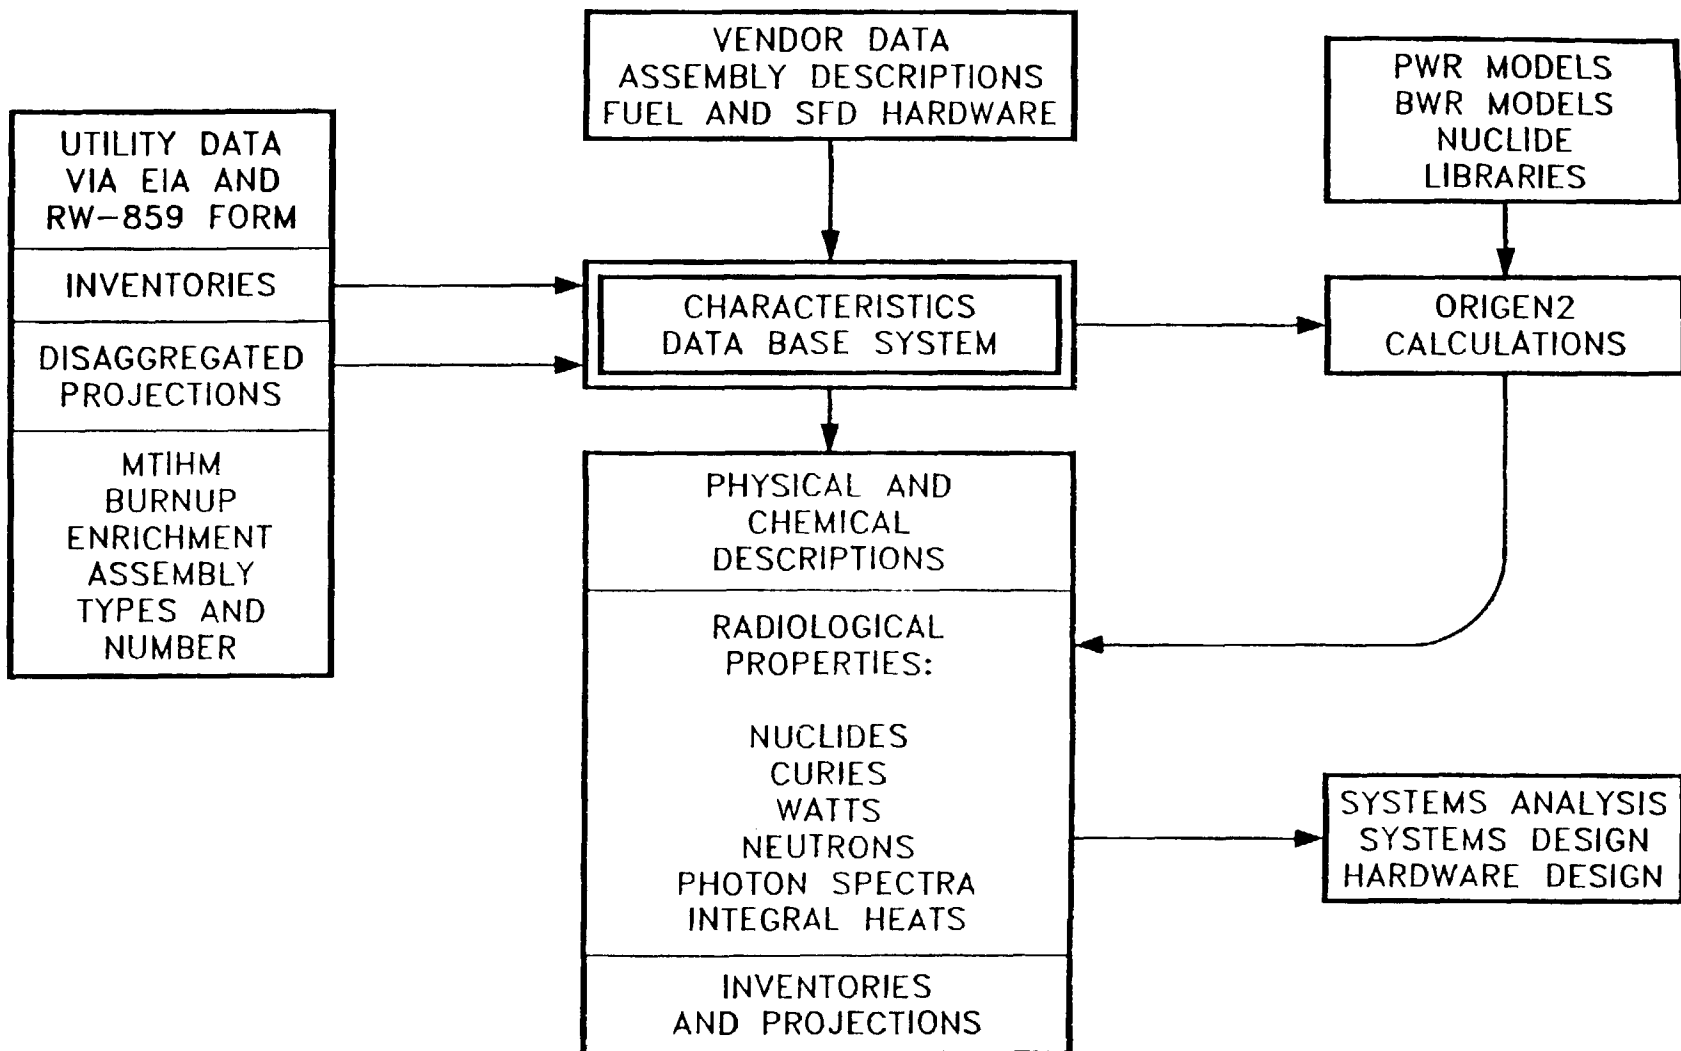 VENDOR DATA
ASSEMBLY DESCRIPTIONS
FUEL AND SFD HARDWARE
PWR MODELS
BWR MODELS
NUCLIDE
LIBRARIES
UTILITY DATA
VIA EIA AND
RW-859 FORM
INVENTORIES
DISAGGREGATED
PROJECTIONS
MTIHM
BURNUP
ENRICHMENT
ASSEMBLY
TYPES AND
NUMBER
CHARACTERISTICS
DATA BASE SYSTEM
ORIGEN2
CALCULATIONS
PHYSICAL AND
CHEMICAL
DESCRIPTIONS
RADIOLOGICAL
PROPERTIES:
NUCLIDES
CURIES
WATTS
NEUTRONS
PHOTON SPECTRA
INTEGRAL HEATS
INVENTORIES
AND PROJECTIONS
SYSTEMS ANALYSIS
SYSTEMS DESIGN
HARDWARE DESIGN